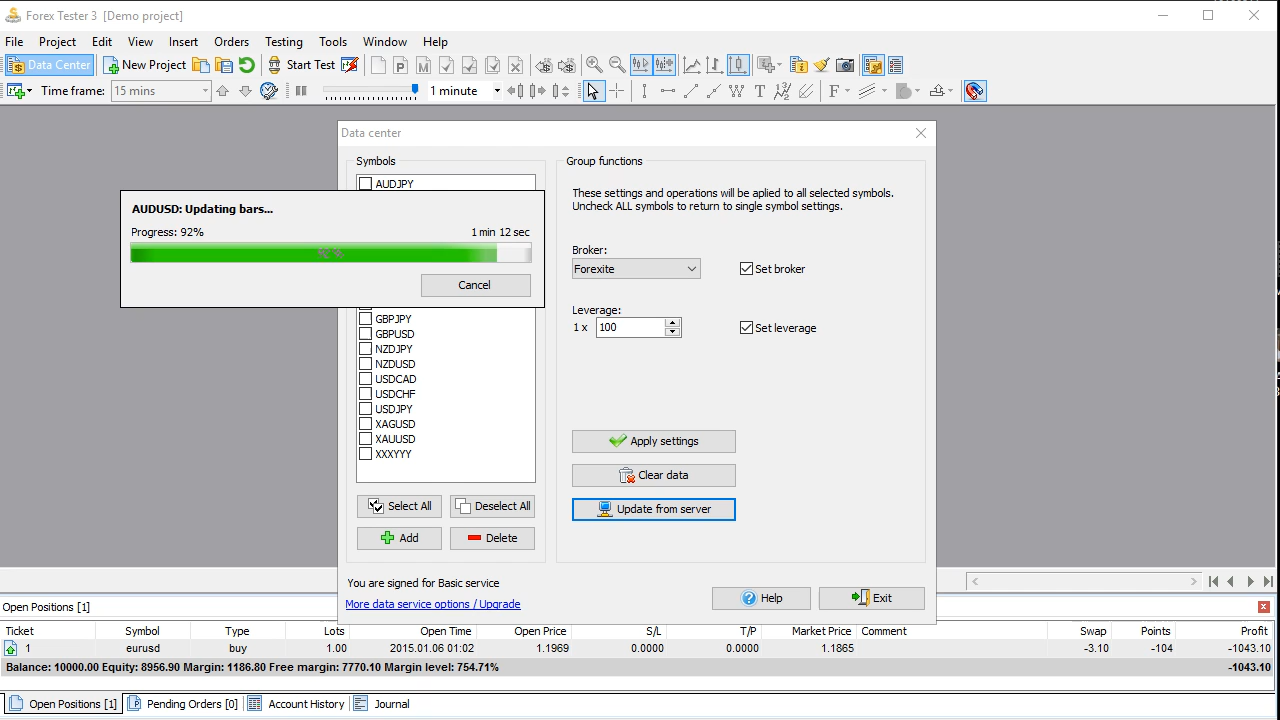 Forex Tester 3 [Demo project]
File Project Edit View Insert Orders Testing Tools Window Help
Data Center New Project Start Test
Time frame: 15 mins 1 minute
Data center
Symbols
AUDJPY
AUDUSD: Updating bars...
Progress: 92% 1 min 12 sec
Cancel
GBPJPY
GBPUSD
NZDJPY
NZDUSD
USDCAD
USDCHF
USDJPY
XAGUSD
XAUUSD
XXXYYY
Select All Deselect All
Add Delete
Group functions
These settings and operations will be aplied to all selected symbols.
Uncheck ALL symbols to return to single symbol settings.
Broker:
Forexite Set broker
Leverage:
1 x 100 Set leverage
Apply settings
Clear data
Update from server
You are signed for Basic service
More data service options / Upgrade
Help Exit
Open Positions [1]
Ticket Symbol Type Lots Open Time Open Price S/L T/P Market Price Comment Swap Points Profit
1 eurusd buy 1.00 2015.01.06 01:02 1.1969 0.0000 0.0000 1.1865 -3.10 -104 -1043.10
Balance: 10000.00 Equity: 8956.90 Margin: 1186.80 Free margin: 7770.10 Margin level: 754.71% -1043.10
Open Positions [1] Pending Orders [0] Account History Journal